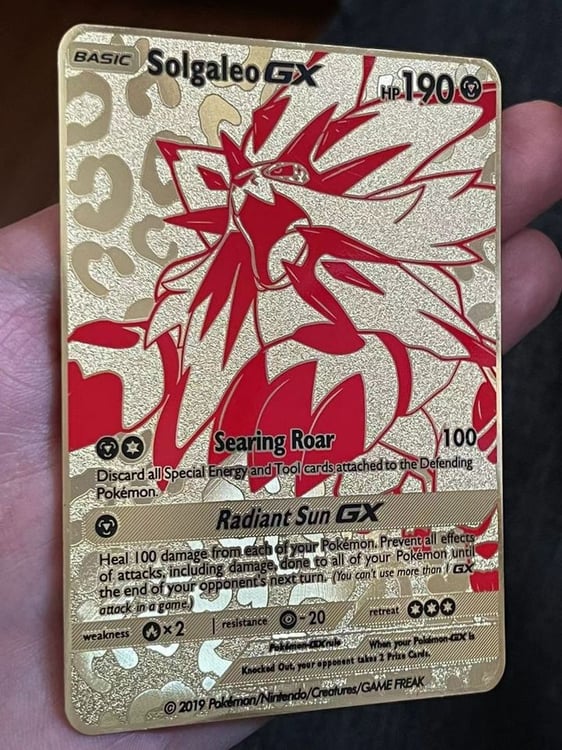 BASIC Solgaleo GX HP 190
Searing Roar 100
Discard all Special Energy and Tool cards attached to the Defending
Pokémon.
Radiant Sun GX
Heal 100 damage from each of your Pokémon. Prevent all effects
of attacks, including damage, done to all of your Pokémon until
the end of your opponent's next turn. (You can't use more than 1 GX
attack in a game.)
weakness ×2 resistance -20 retreat
Pokémon-GX rule When your Pokémon-GX is
Knocked Out, your opponent takes 2 Prize Cards.
© 2019 Pokémon/Nintendo/Creatures/GAME FREAK